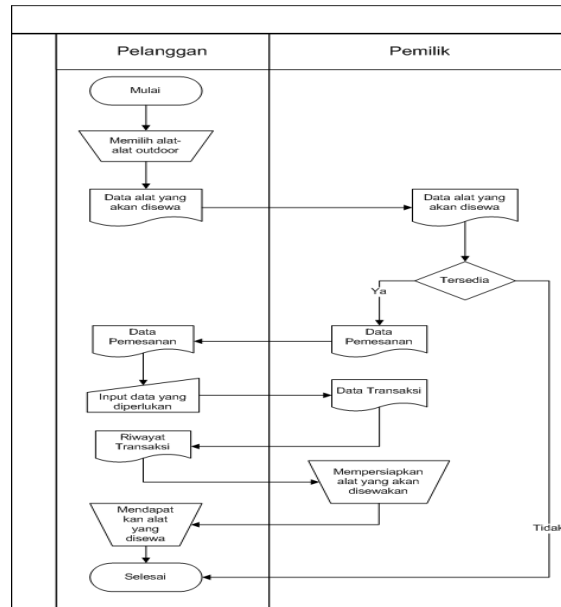 Pelanggan
Pemilik
Mulai
Memilih alat-
alat outdoor
Data alat yang
akan disewa
Data alat yang
akan disewa
Tersedia
Ya
Data
Pemesanan
Data
Pemesanan
Input data yang
diperlukan
Data Transaksi
Riwayat
Transaksi
Mempersiapkan
alat yang akan
disewakan
Mendapat
kan alat
yang
disewa
Tidak
Selesai